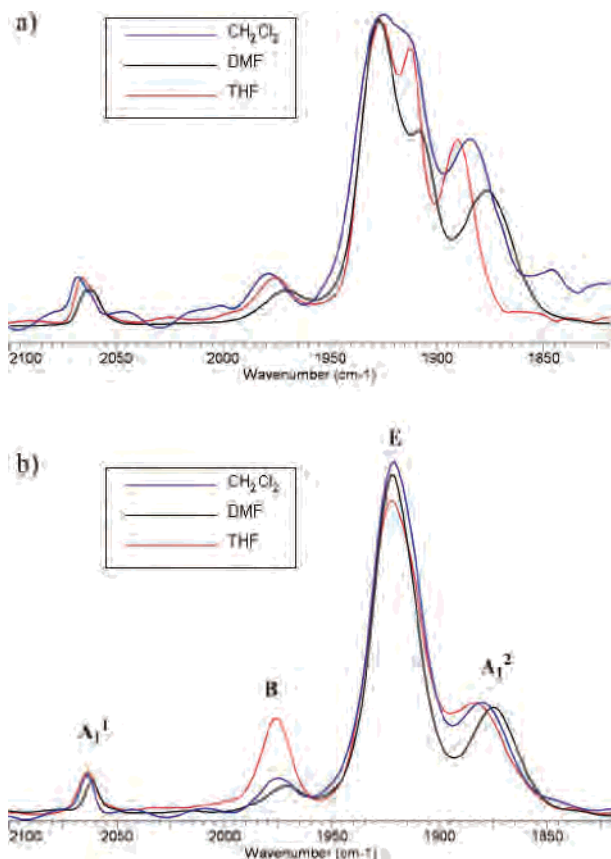 a)
CH₂Cl₂
DMF
THF
2100 2050 2000 1950 1900 1850
Wavenumber (cm-1)
b)
E
CH₂Cl₂
DMF
THF
B
A₁²
A₁¹
2100 2050 2000 1950 1900 1850
Wavenumber (cm-1)